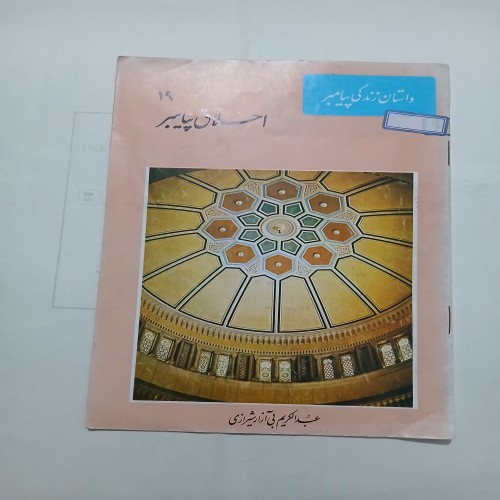 داستان زندگی پیامبر
۱۹
اخلاق پیامبر
عبدالکریم بی آزار شیرازی